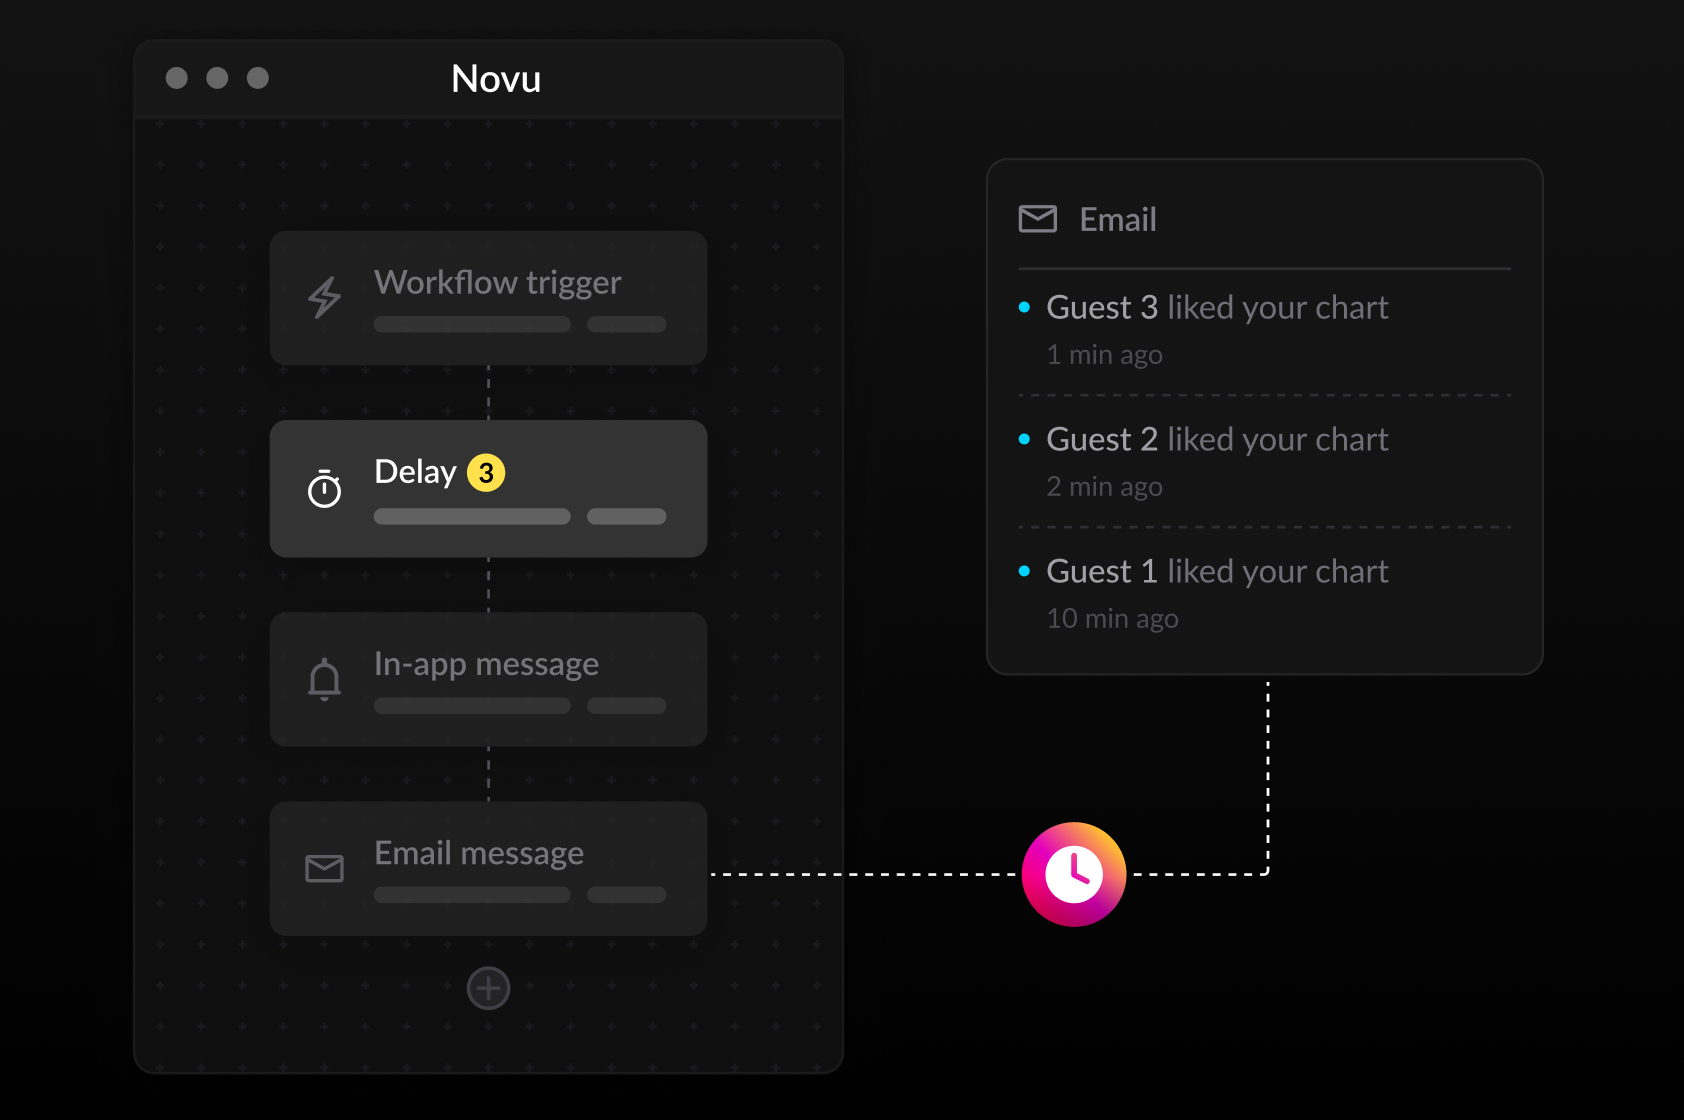 Novu
Workflow trigger
Delay 3
In-app message
Email message
Email
Guest 3 liked your chart
1 min ago
Guest 2 liked your chart
2 min ago
Guest 1 liked your chart
10 min ago